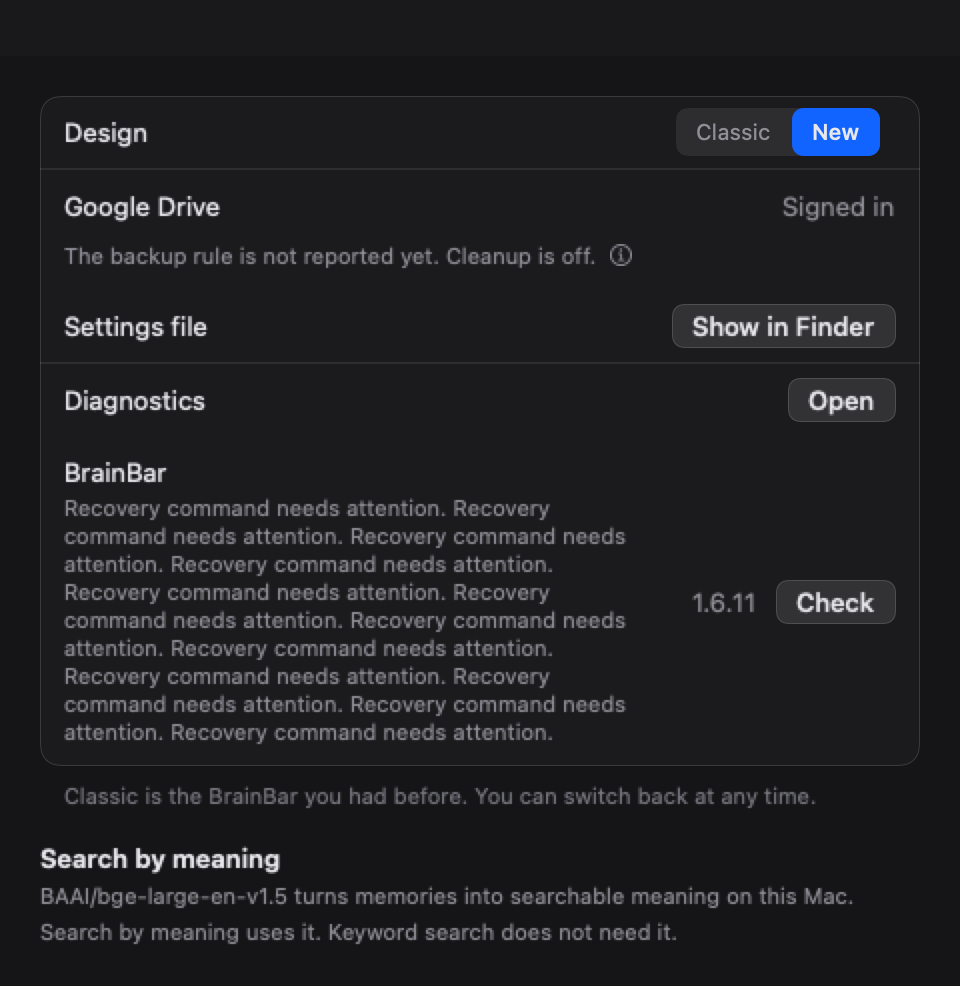 Design
Classic
New
Google Drive
Signed in
The backup rule is not reported yet. Cleanup is off.
Settings file
Show in Finder
Diagnostics
Open
BrainBar
Recovery command needs attention. Recovery
command needs attention. Recovery command needs
attention. Recovery command needs attention.
Recovery command needs attention. Recovery
command needs attention. Recovery command needs
attention. Recovery command needs attention.
Recovery command needs attention. Recovery
command needs attention. Recovery command needs
attention. Recovery command needs attention.
1.6.11
Check
Classic is the BrainBar you had before. You can switch back at any time.
Search by meaning
BAAI/bge-large-en-v1.5 turns memories into searchable meaning on this Mac.
Search by meaning uses it. Keyword search does not need it.